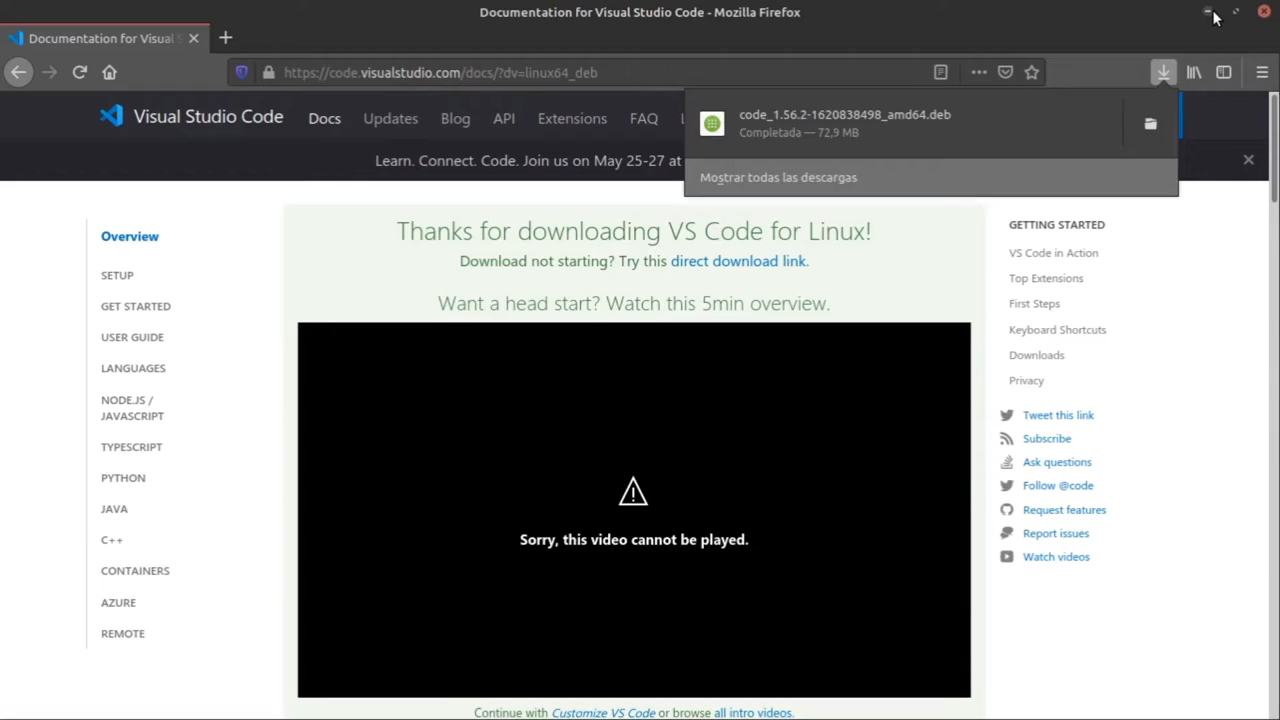 Documentation for Visual Studio Code - Mozilla Firefox
Documentation for Visual S
https://code.visualstudio.com/docs/?dv=linux64_deb
Visual Studio Code
Docs
Updates
Blog
API
Extensions
FAQ
code_1.56.2-1620838498_amd64.deb
Completada — 72,9 MB
Mostrar todas las descargas
Learn. Connect. Code. Join us on May 25-27 at
Overview
SETUP
GET STARTED
USER GUIDE
LANGUAGES
NODE.JS /
JAVASCRIPT
TYPESCRIPT
PYTHON
JAVA
C++
CONTAINERS
AZURE
REMOTE
Thanks for downloading VS Code for Linux!
Download not starting? Try this direct download link.
Want a head start? Watch this 5min overview.
Sorry, this video cannot be played.
Continue with Customize VS Code or browse all intro videos.
GETTING STARTED
VS Code in Action
Top Extensions
First Steps
Keyboard Shortcuts
Downloads
Privacy
Tweet this link
Subscribe
Ask questions
Follow @code
Request features
Report issues
Watch videos